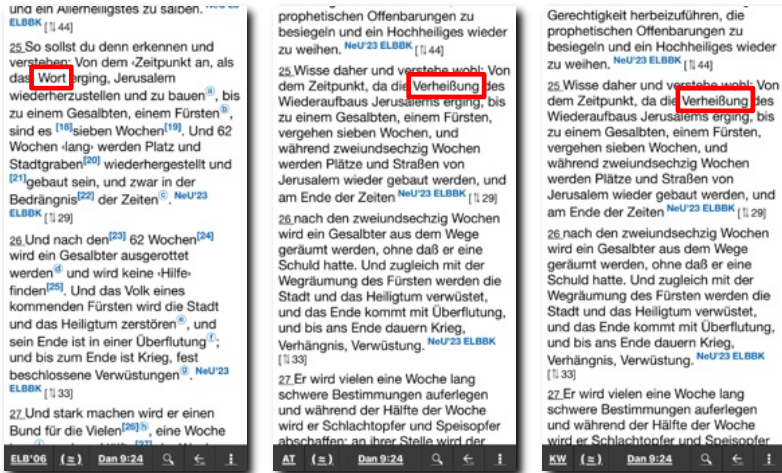 und ein Allerheiligstes zu salben. NeU'23
ELBBK [⇅ 44]
25 So sollst du denn erkennen und
verstehen: Von dem ‹Zeitpunkt an, als
das› Wort erging, Jerusalem
wiederherzustellen und zu bauen ⓐ, bis
zu einem Gesalbten, einem Fürsten ⓑ,
sind es [18]sieben Wochen[19]. Und 62
Wochen ‹lang› werden Platz und
Stadtgraben[20] wiederhergestellt und
[21]gebaut sein, und zwar in der
Bedrängnis[22] der Zeiten ⓒ. NeU'23
ELBBK [⇅ 29]
26 Und nach den[23] 62 Wochen[24]
wird ein Gesalbter ausgerottet
werden ⓓ und wird keine ‹Hilfe›
finden[25]. Und das Volk eines
kommenden Fürsten wird die Stadt
und das Heiligtum zerstören ⓔ, und
sein Ende ist in einer Überflutung ⓕ;
und bis zum Ende ist Krieg, fest
beschlossene Verwüstungen ⓖ. NeU'23
ELBBK [⇅ 33]
27 Und stark machen wird er einen
Bund für die Vielen[26] ⓗ, eine Woche
ELB'06 (≃) Dan 9:24
prophetischen Offenbarungen zu
besiegeln und ein Hochheiliges wieder
zu weihen. NeU'23 ELBBK [⇅ 44]
25 Wisse daher und verstehe wohl: Von
dem Zeitpunkt, da die Verheißung des
Wiederaufbaus Jerusalems erging, bis
zu einem Gesalbten, einem Fürsten,
vergehen sieben Wochen, und
während zweiundsechzig Wochen
werden Plätze und Straßen von
Jerusalem wieder gebaut werden, und
am Ende der Zeiten NeU'23 ELBBK [⇅ 29]
26 nach den zweiundsechzig Wochen
wird ein Gesalbter aus dem Wege
geräumt werden, ohne daß er eine
Schuld hatte. Und zugleich mit der
Wegräumung des Fürsten werden die
Stadt und das Heiligtum verwüstet,
und das Ende kommt mit Überflutung,
und bis ans Ende dauern Krieg,
Verhängnis, Verwüstung. NeU'23 ELBBK
[⇅ 33]
27 Er wird vielen eine Woche lang
schwere Bestimmungen auferlegen
und während der Hälfte der Woche
wird er Schlachtopfer und Speisopfer
abschaffen; an ihrer Stelle wird der
AT (≃) Dan 9:24
Gerechtigkeit herbeizuführen, die
prophetischen Offenbarungen zu
besiegeln und ein Hochheiliges wieder
zu weihen. NeU'23 ELBBK [⇅ 44]
25 Wisse daher und verstehe wohl: Von
dem Zeitpunkt, da die Verheißung des
Wiederaufbaus Jerusalems erging, bis
zu einem Gesalbten, einem Fürsten,
vergehen sieben Wochen, und
während zweiundsechzig Wochen
werden Plätze und Straßen von
Jerusalem wieder gebaut werden, und
am Ende der Zeiten NeU'23 ELBBK [⇅ 29]
26 nach den zweiundsechzig Wochen
wird ein Gesalbter aus dem Wege
geräumt werden, ohne daß er eine
Schuld hatte. Und zugleich mit der
Wegräumung des Fürsten werden die
Stadt und das Heiligtum verwüstet,
und das Ende kommt mit Überflutung,
und bis ans Ende dauern Krieg,
Verhängnis, Verwüstung. NeU'23 ELBBK
[⇅ 33]
27 Er wird vielen eine Woche lang
schwere Bestimmungen auferlegen
und während der Hälfte der Woche
wird er Schlachtopfer und Speisopfer
KW (≃) Dan 9:24